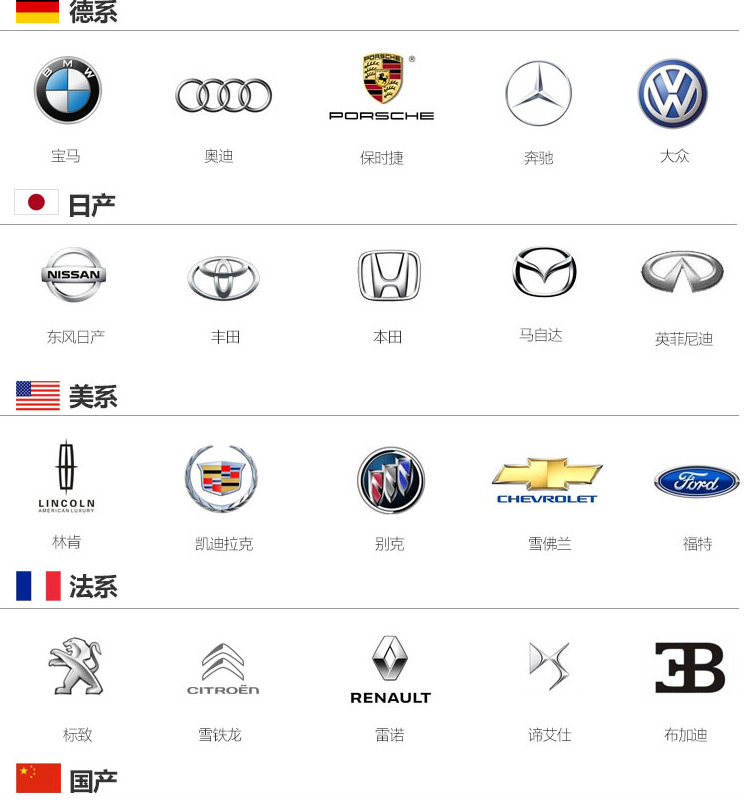 德系
BMW
PORSCHE
®
PORSCHE
宝马 奥迪 保时捷 奔驰 大众
日产
NISSAN
东风日产 丰田 本田 马自达 英菲尼迪
美系
LINCOLN
AMERICAN LUXURY
CHEVROLET
Ford
林肯 凯迪拉克 别克 雪佛兰 福特
法系
CITROËN
RENAULT
标致 雪铁龙 雷诺 谛艾仕 布加迪
国产